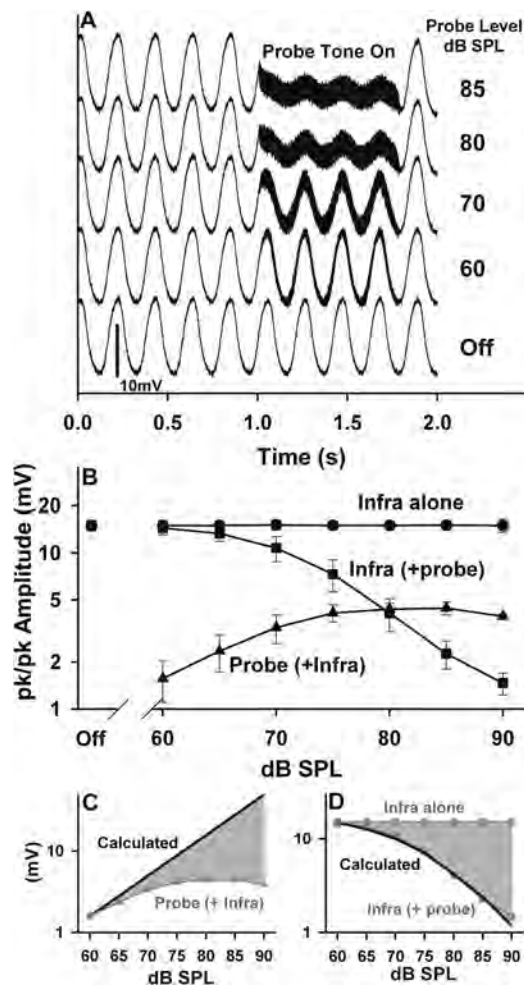 A
Probe Tone On
Probe Level
dB SPL
85
80
70
60
Off
10mV
0.0 0.5 1.0 1.5 2.0
Time (s)
B
pk/pk Amplitude (mV)
20
10
5
2
1
Infra alone
Infra (+probe)
Probe (+Infra)
Off 60 70 80 90
dB SPL
C
(mV)
10
1
Calculated
Probe (+ Infra)
60 65 70 75 80 85 90
dB SPL
D
10
1
Infra alone
Calculated
Infra (+ probe)
60 65 70 75 80 85 90
dB SPL